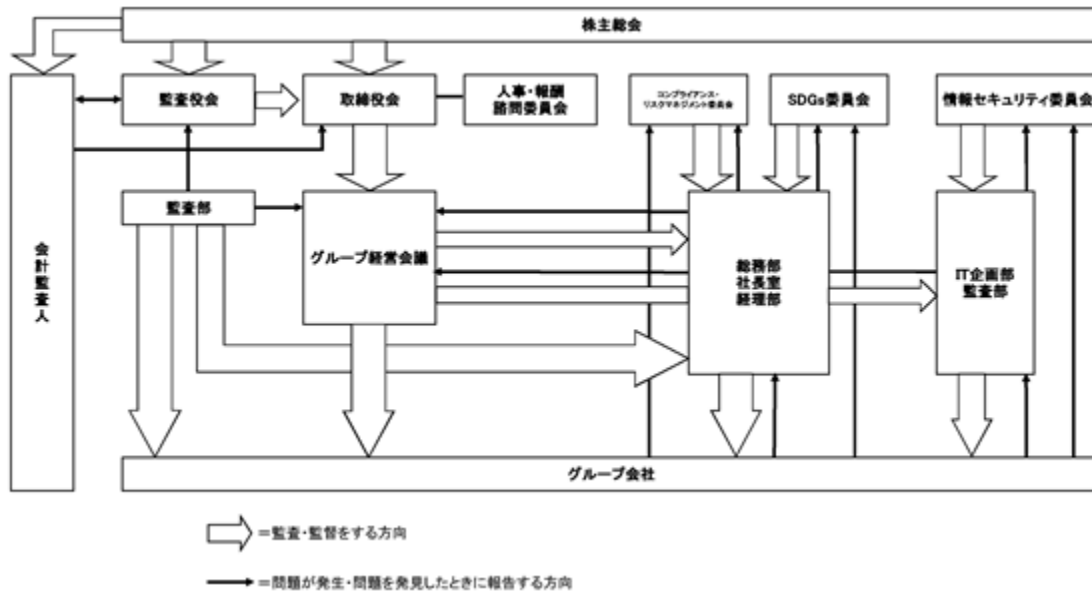 株主総会
監査役会
取締役会
人事・報酬
諮問委員会
コンプライアンス・
リスクマネジメント委員会
SDGs委員会
情報セキュリティ委員会
監査部
会計監査人
グループ経営会議
総務部
社長室
経理部
IT企画部
監査部
グループ会社
＝監査・監督をする方向
＝問題が発生・問題を発見したときに報告する方向